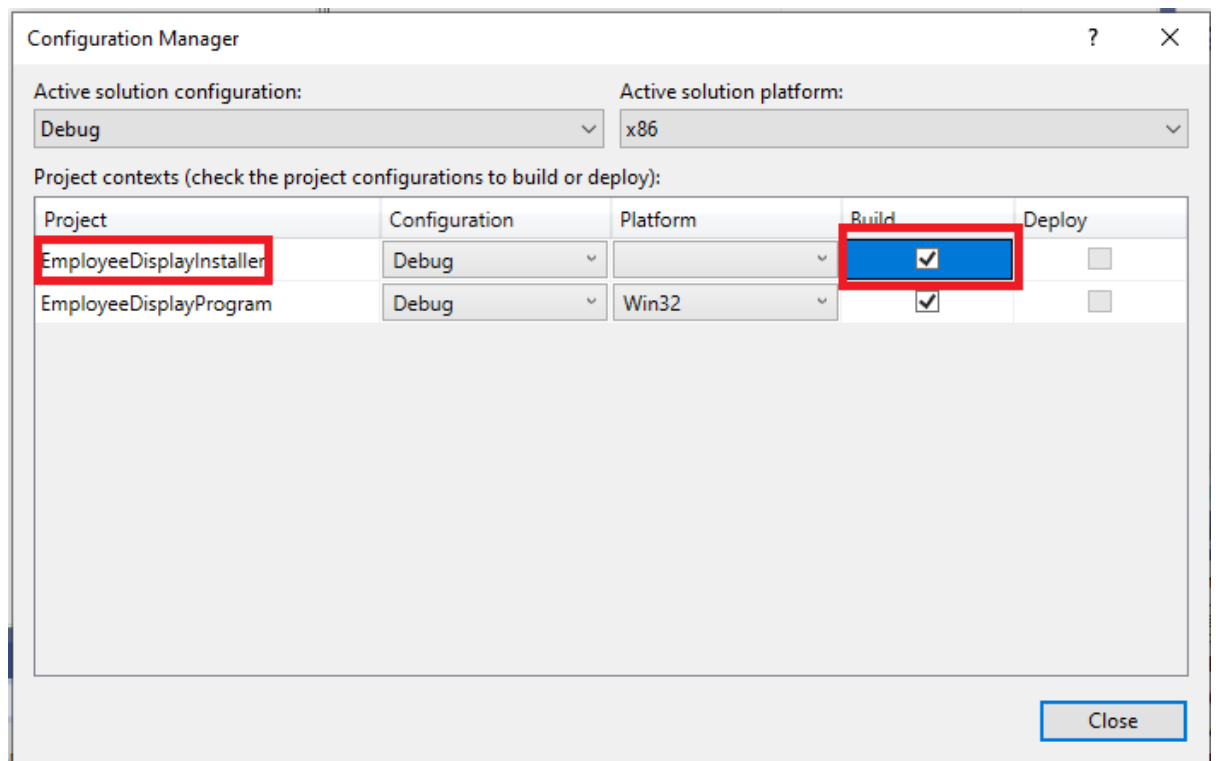 Configuration Manager ?
Active solution configuration: Active solution platform:
Debug x86
Project contexts (check the project configurations to build or deploy):
Project Configuration Platform Build Deploy
EmployeeDisplayInstaller Debug
EmployeeDisplayProgram Debug Win32
Close